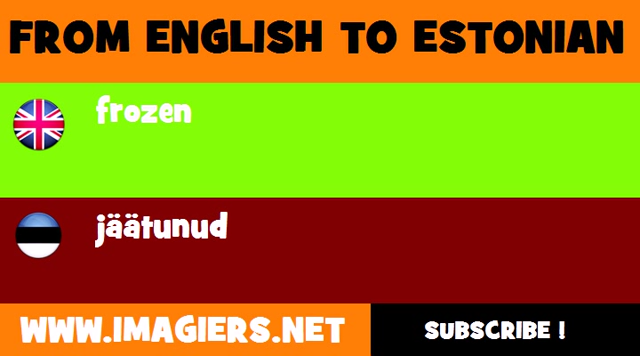 FROM ENGLISH TO ESTONIAN
frozen
jäätunud
WWW.IMAGIERS.NET
SUBSCRIBE !